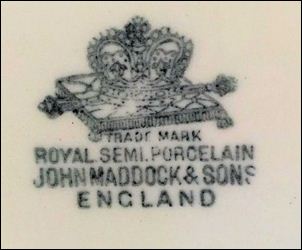 TRADE MARK
ROYAL SEMI.PORCELAIN
JOHN MADDOCK & SONS
ENGLAND